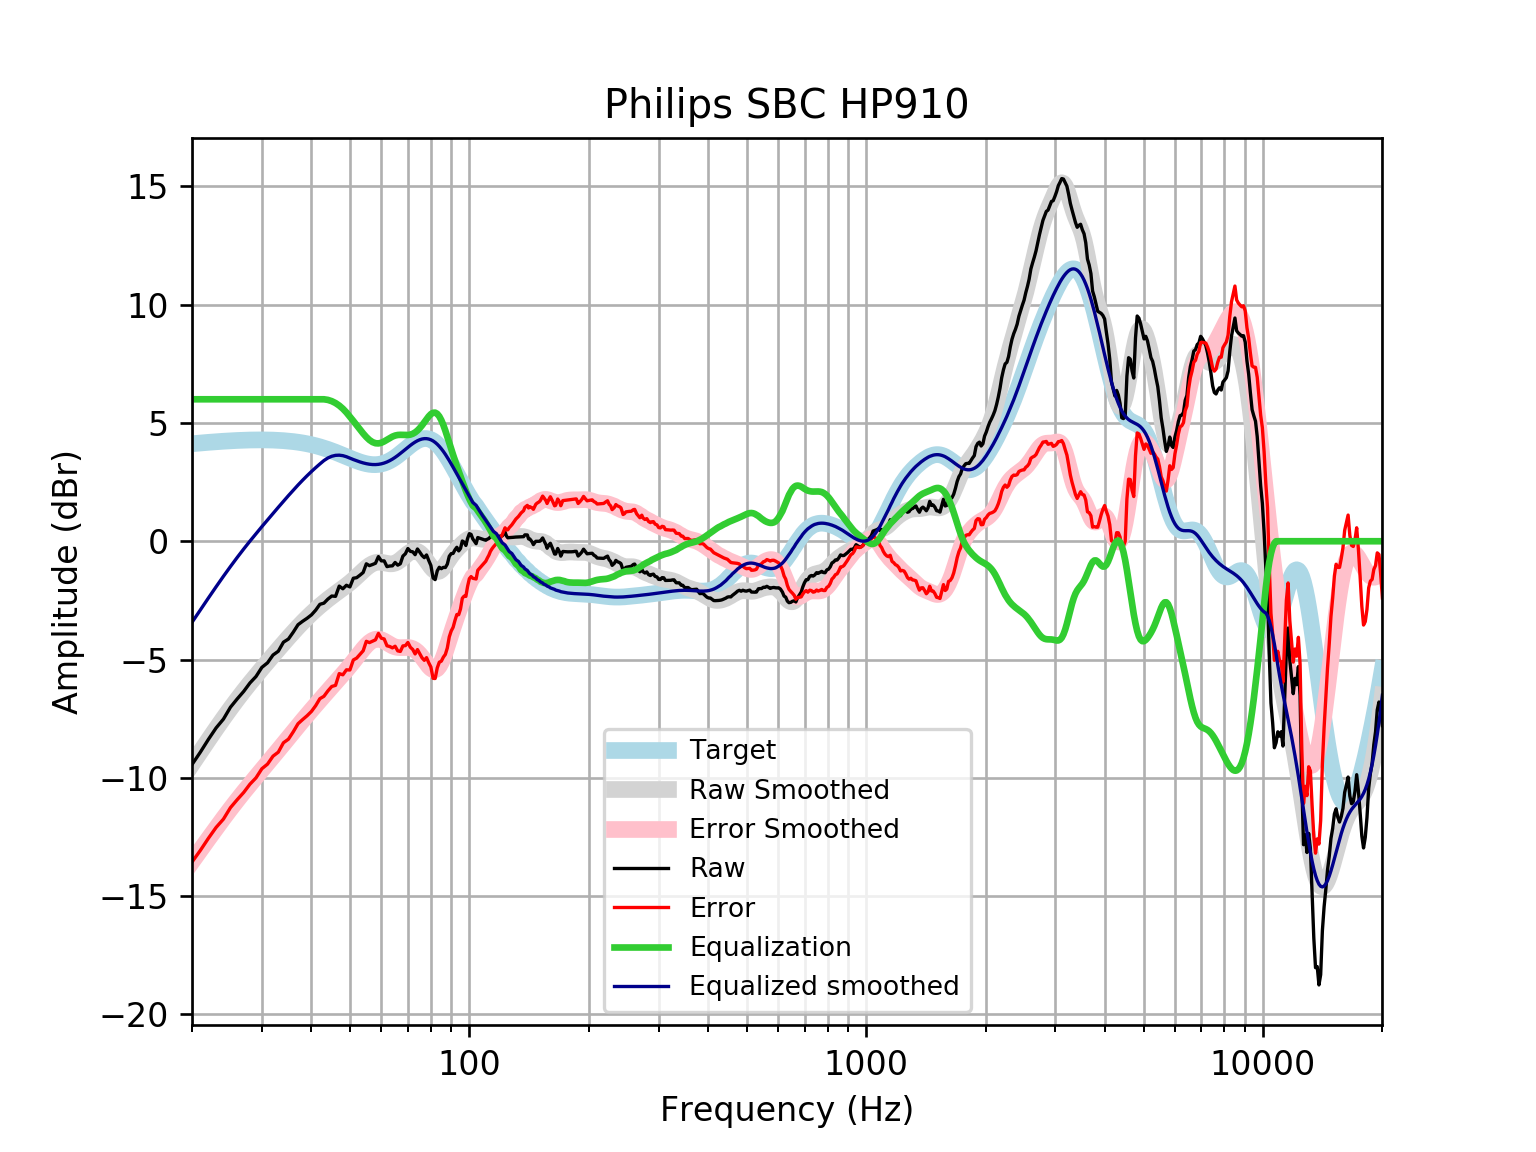 Philips SBC HP910
15
10
5
0
−5
−10
−15
−20
Amplitude (dBr)
Target
Raw Smoothed
Error Smoothed
Raw
Error
Equalization
Equalized smoothed
100 1000 10000
Frequency (Hz)